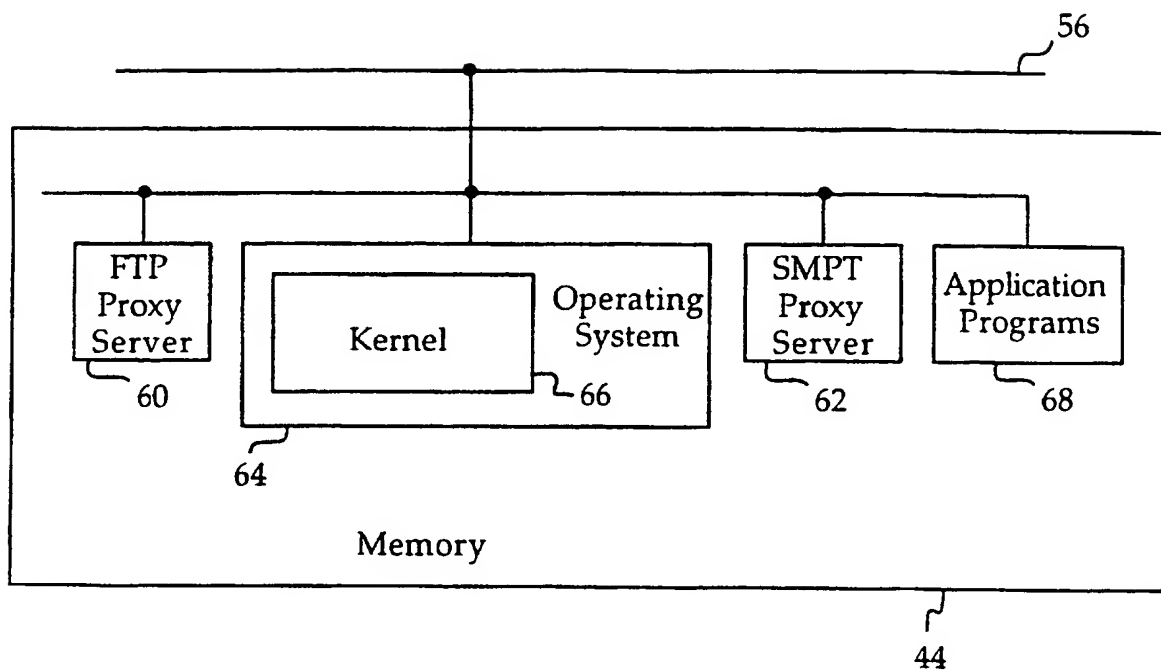 56
FTP
Proxy
Server
60
Kernel
66
Operating
System
64
SMPT
Proxy
Server
62
Application
Programs
68
Memory
44